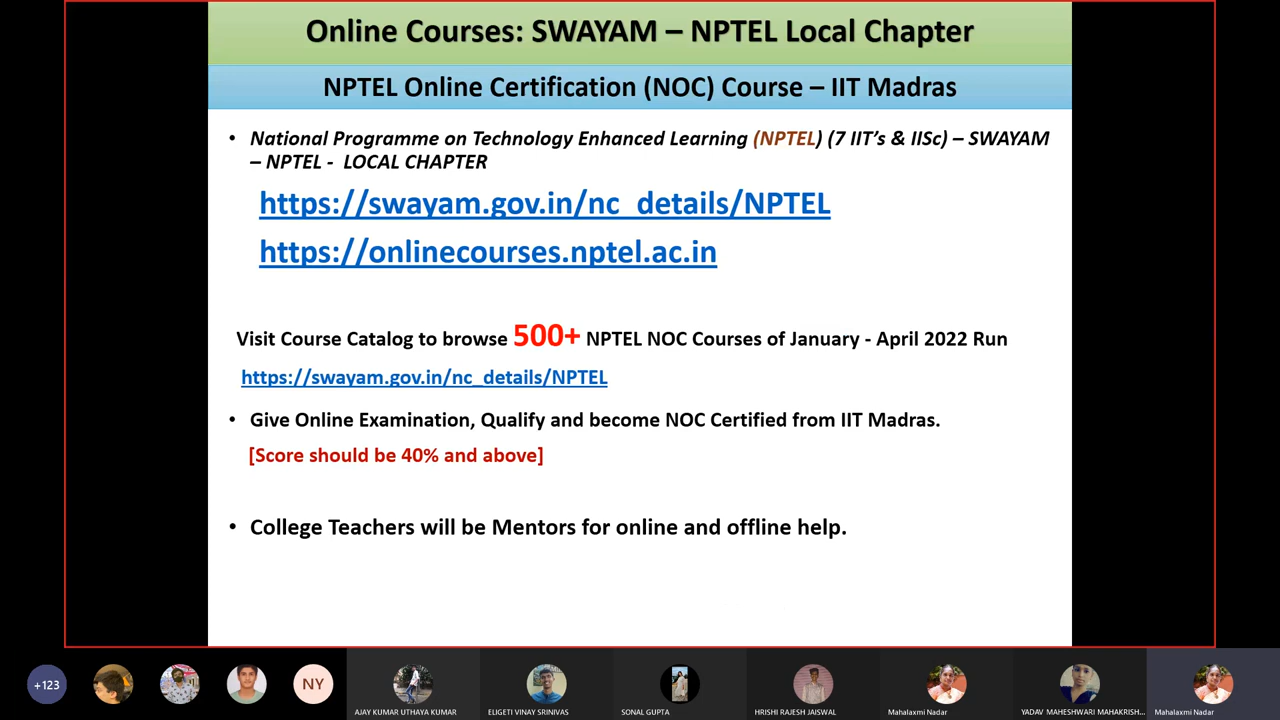 Online Courses: SWAYAM – NPTEL Local Chapter
NPTEL Online Certification (NOC) Course – IIT Madras
• National Programme on Technology Enhanced Learning (NPTEL) (7 IIT's & IISc) – SWAYAM
– NPTEL - LOCAL CHAPTER
https://swayam.gov.in/nc_details/NPTEL
https://onlinecourses.nptel.ac.in
Visit Course Catalog to browse 500+ NPTEL NOC Courses of January - April 2022 Run
https://swayam.gov.in/nc_details/NPTEL
• Give Online Examination, Qualify and become NOC Certified from IIT Madras.
[Score should be 40% and above]
• College Teachers will be Mentors for online and offline help.
+123
NY
AJAY KUMAR UTHAYA KUMAR
ELIGETI VINAY SRINIVAS
SONAL GUPTA
HRISHI RAJESH JAISWAL
Mahalaxmi Nadar
YADAV MAHESHWARI MAHAKRISH...
Mahalaxmi Nadar